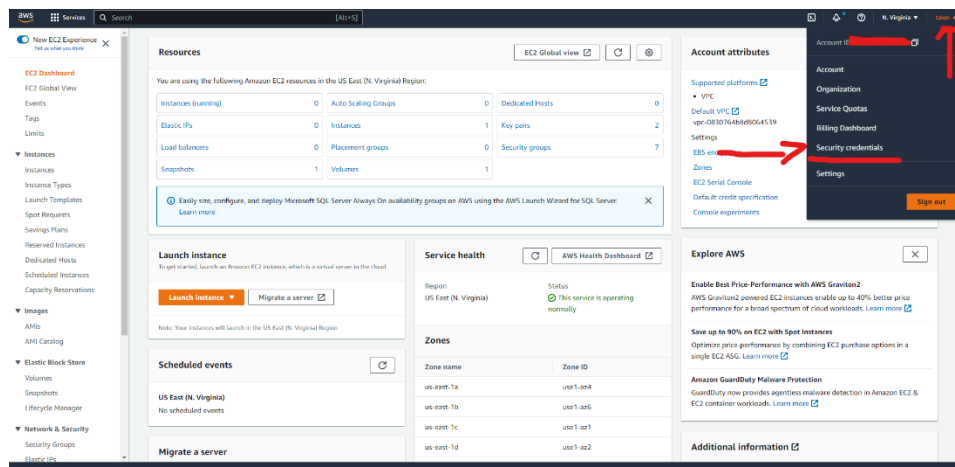 aws
Services
Search
[Alt+S]
N. Virginia
New EC2 Experience
Tell us what you think
EC2 Dashboard
EC2 Global View
Events
Tags
Limits
Instances
Instances
Instance Types
Launch Templates
Spot Requests
Savings Plans
Reserved Instances
Dedicated Hosts
Scheduled Instances
Capacity Reservations
Images
AMIs
AMI Catalog
Elastic Block Store
Volumes
Snapshots
Lifecycle Manager
Network & Security
Security Groups
Elastic IPs
Resources
EC2 Global view
You are using the following Amazon EC2 resources in the US East (N. Virginia) Region:
Instances (running) 0 Auto Scaling Groups 0 Dedicated Hosts 0
Elastic IPs 0 Instances 1 Key pairs 2
Load balancers 0 Placement groups 0 Security groups 7
Snapshots 1 Volumes 1
Easily size, configure, and deploy Microsoft SQL Server Always On availability groups on AWS using the AWS Launch Wizard for SQL Server.
Learn more
Launch instance
To get started, launch an Amazon EC2 instance, which is a virtual server in the cloud.
Launch instance
Migrate a server
Note: Your instances will launch in the US East (N. Virginia) Region
Scheduled events
US East (N. Virginia)
No scheduled events
Migrate a server
Service health
AWS Health Dashboard
Region
US East (N. Virginia)
Status
This service is operating
normally
Zones
Zone name Zone ID
us-east-1a use1-az4
us-east-1b use1-az6
us-east-1c use1-az1
us-east-1d use1-az2
Account attributes
Supported platforms
VPC
Default VPC
vpc-0830764b8d8064539
Settings
EBS
Zones
EC2 Serial Console
Default credit specification
Console experiments
Account ID
Account
Organization
Service Quotas
Billing Dashboard
Security credentials
Settings
Sign out
Explore AWS
Enable Best Price-Performance with AWS Graviton2
AWS Graviton2 powered EC2 instances enable up to 40% better price
performance for a broad spectrum of cloud workloads. Learn more
Save up to 90% on EC2 with Spot Instances
Optimize price-performance by combining EC2 purchase options in a
single EC2 ASG. Learn more
Amazon GuardDuty Malware Protection
GuardDuty now provides agentless malware detection in Amazon EC2 &
EC2 container workloads. Learn more
Additional information